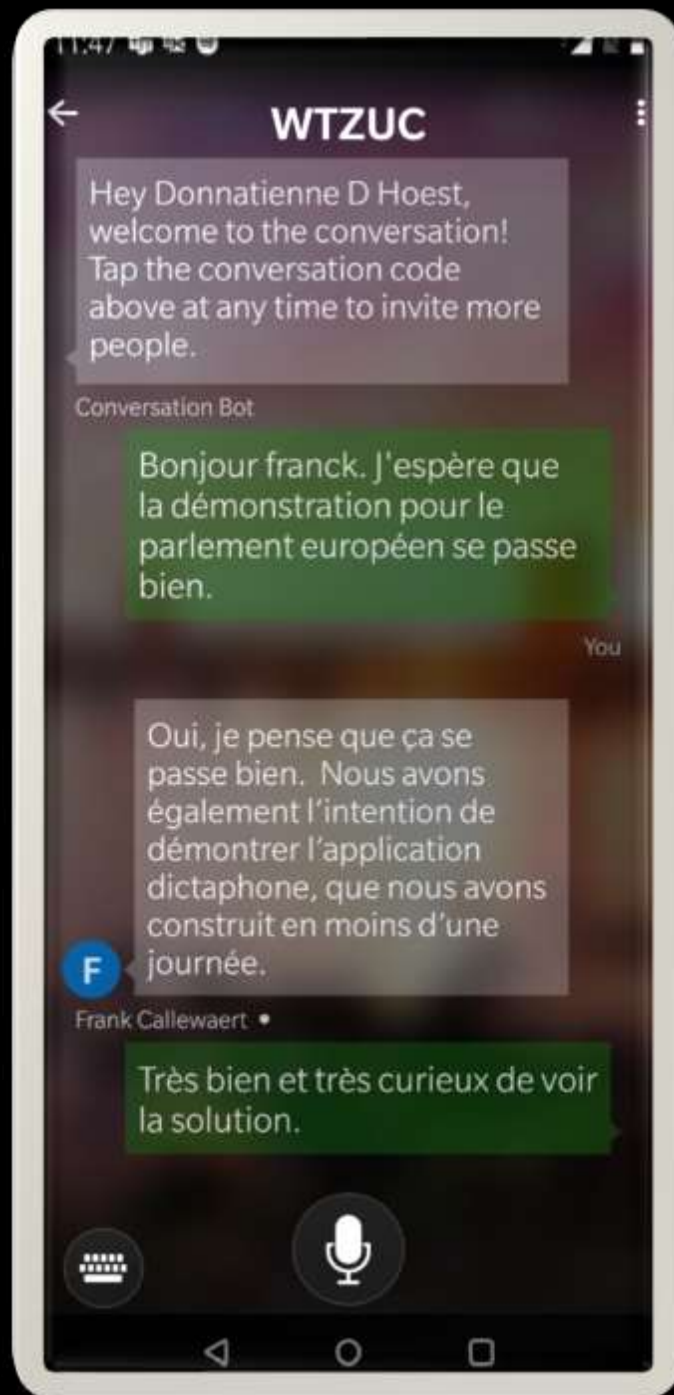 11:47
WTZUC
Hey Donnatienne D Hoest,
welcome to the conversation!
Tap the conversation code
above at any time to invite more
people.
Conversation Bot
Bonjour franck. J'espère que
la démonstration pour le
parlement européen se passe
bien.
You
Oui, je pense que ça se
passe bien.  Nous avons
également l’intention de
démontrer l’application
dictaphone, que nous avons
construit en moins d’une
journée.
F
Frank Callewaert •
Très bien et très curieux de voir
la solution.